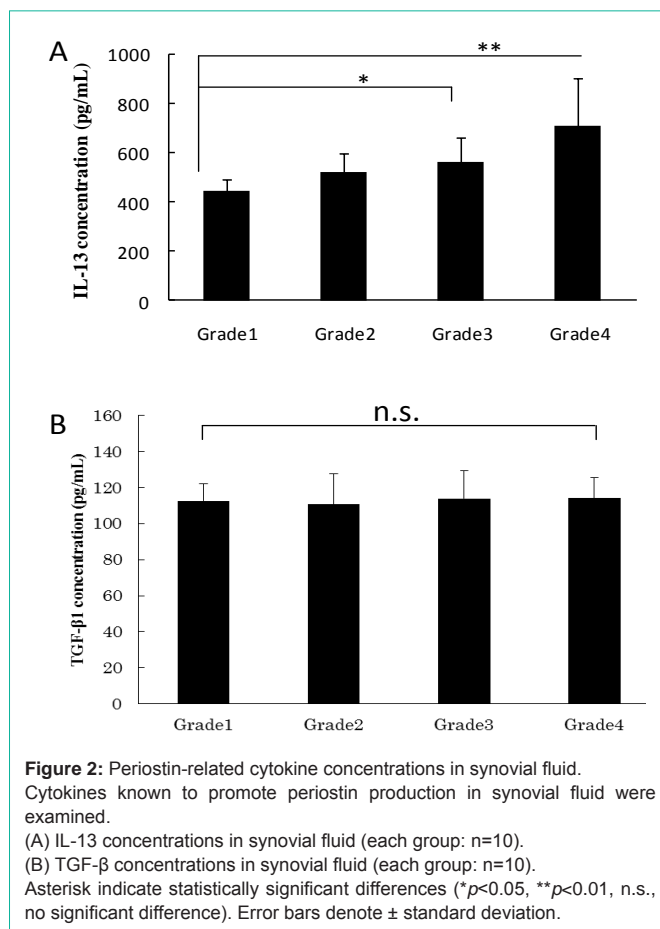 A
**
*
IL-13 concentration (pg/mL)
1000
800
600
400
200
0
Grade1 Grade2 Grade3 Grade4
B
n.s.
TGF-β1 concentration (pg/mL)
160
140
120
100
80
60
40
20
0
Grade1 Grade2 Grade3 Grade4
Figure 2: Periostin-related cytokine concentrations in synovial fluid.
Cytokines known to promote periostin production in synovial fluid were
examined.
(A) IL-13 concentrations in synovial fluid (each group: n=10).
(B) TGF-β concentrations in synovial fluid (each group: n=10).
Asterisk indicate statistically significant differences (*p<0.05, **p<0.01, n.s.,
no significant difference). Error bars denote ± standard deviation.